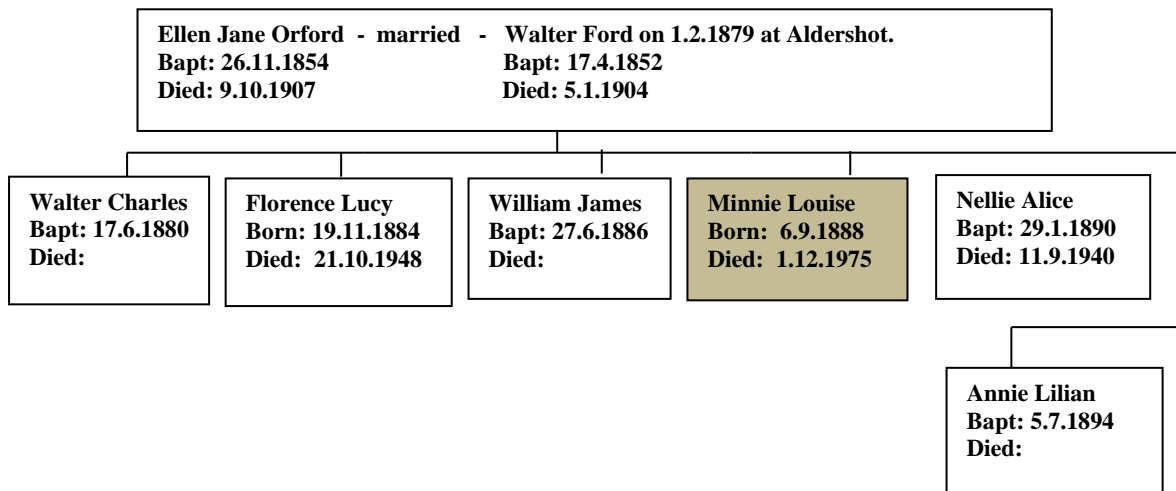 Ellen Jane Orford - married - Walter Ford on 1.2.1879 at Aldershot.
Bapt: 26.11.1854 Bapt: 17.4.1852
Died: 9.10.1907 Died: 5.1.1904
Walter Charles
Bapt: 17.6.1880
Died:
Florence Lucy
Born: 19.11.1884
Died: 21.10.1948
William James
Bapt: 27.6.1886
Died:
Minnie Louise
Born: 6.9.1888
Died: 1.12.1975
Nellie Alice
Bapt: 29.1.1890
Died: 11.9.1940
Annie Lilian
Bapt: 5.7.1894
Died: